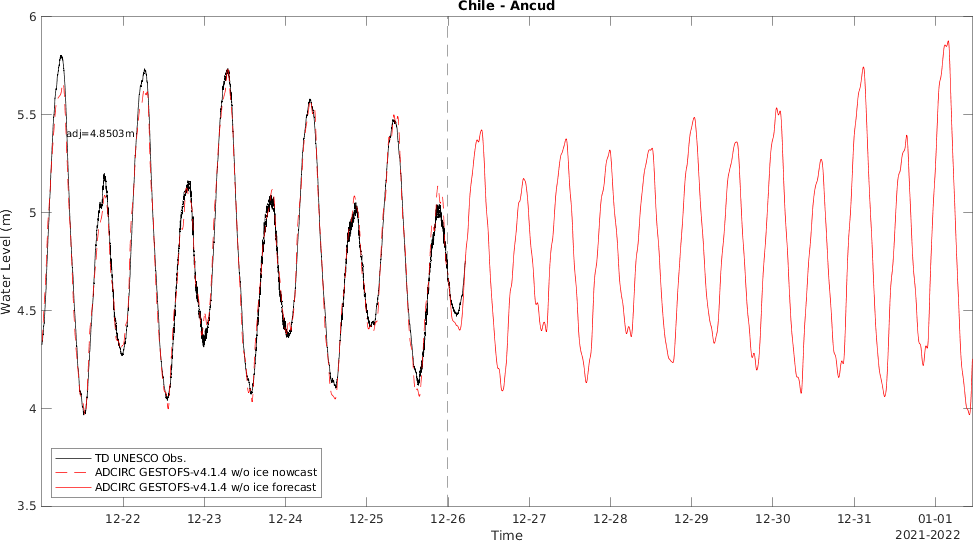 Chile - Ancud
6
5.5
5
4.5
4
3.5
Water Level (m)
adj=4.8503m
TD UNESCO Obs.
ADCIRC GESTOFS-v4.1.4 w/o ice nowcast
ADCIRC GESTOFS-v4.1.4 w/o ice forecast
12-22 12-23 12-24 12-25 12-26 12-27 12-28 12-29 12-30 12-31 01-01
Time
2021-2022